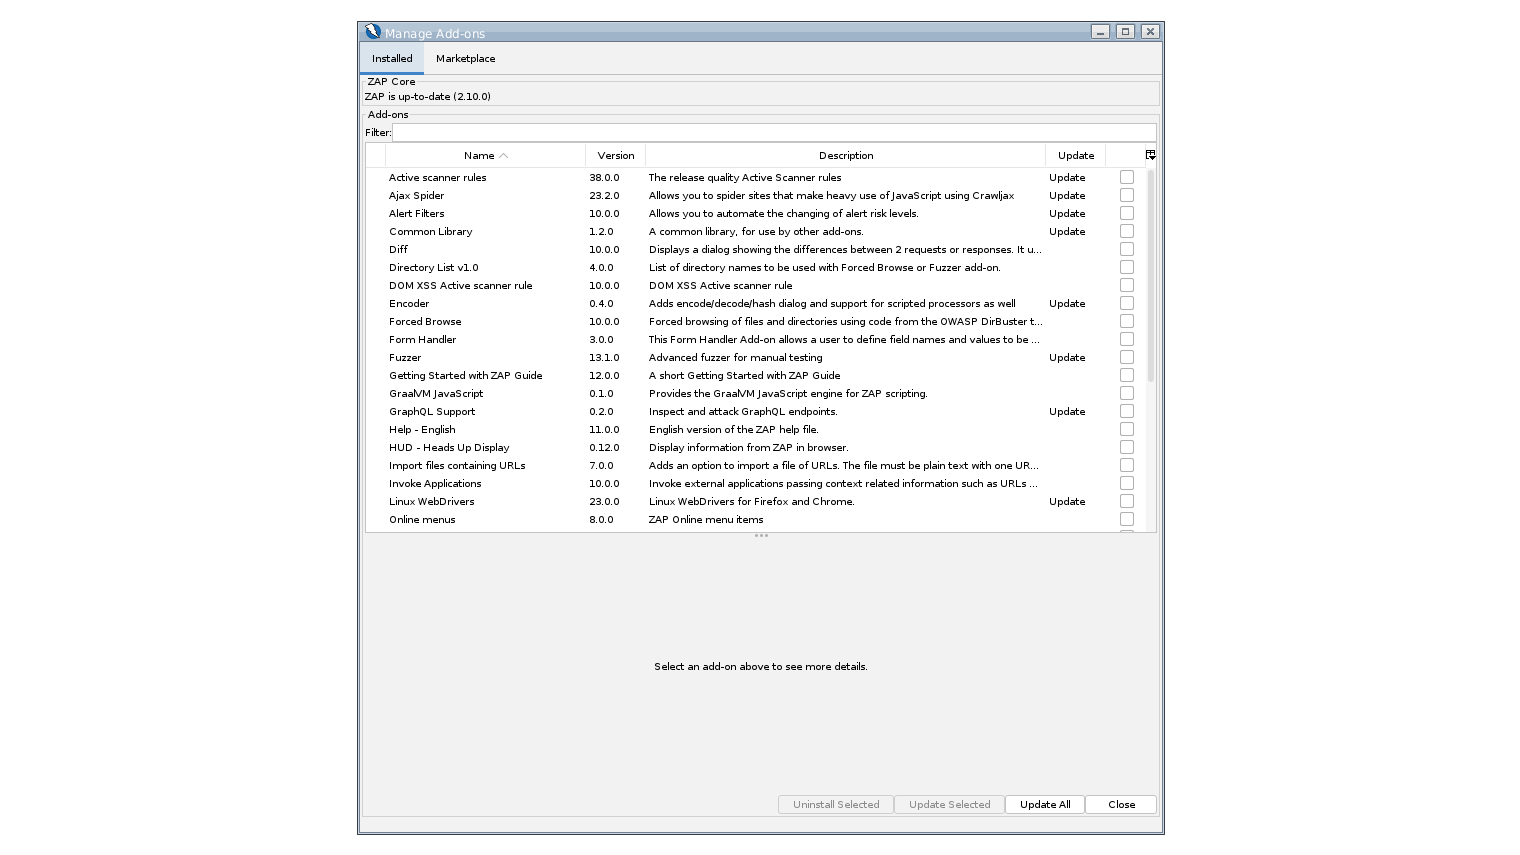 Manage Add-ons
Installed Marketplace
ZAP Core
ZAP is up-to-date (2.10.0)
Add-ons
Filter:
Name Version Description Update
Active scanner rules 38.0.0 The release quality Active Scanner rules Update
Ajax Spider 23.2.0 Allows you to spider sites that make heavy use of JavaScript using Crawljax Update
Alert Filters 10.0.0 Allows you to automate the changing of alert risk levels. Update
Common Library 1.2.0 A common library, for use by other add-ons. Update
Diff 10.0.0 Displays a dialog showing the differences between 2 requests or responses. It u...
Directory List v1.0 4.0.0 List of directory names to be used with Forced Browse or Fuzzer add-on.
DOM XSS Active scanner rule 10.0.0 DOM XSS Active scanner rule
Encoder 0.4.0 Adds encode/decode/hash dialog and support for scripted processors as well Update
Forced Browse 10.0.0 Forced browsing of files and directories using code from the OWASP DirBuster t...
Form Handler 3.0.0 This Form Handler Add-on allows a user to define field names and values to be ...
Fuzzer 13.1.0 Advanced fuzzer for manual testing Update
Getting Started with ZAP Guide 12.0.0 A short Getting Started with ZAP Guide
GraalVM JavaScript 0.1.0 Provides the GraalVM JavaScript engine for ZAP scripting.
GraphQL Support 0.2.0 Inspect and attack GraphQL endpoints. Update
Help - English 11.0.0 English version of the ZAP help file.
HUD - Heads Up Display 0.12.0 Display information from ZAP in browser.
Import files containing URLs 7.0.0 Adds an option to import a file of URLs. The file must be plain text with one UR...
Invoke Applications 10.0.0 Invoke external applications passing context related information such as URLs ...
Linux WebDrivers 23.0.0 Linux WebDrivers for Firefox and Chrome. Update
Online menus 8.0.0 ZAP Online menu items
Select an add-on above to see more details.
Uninstall Selected Update Selected Update All Close